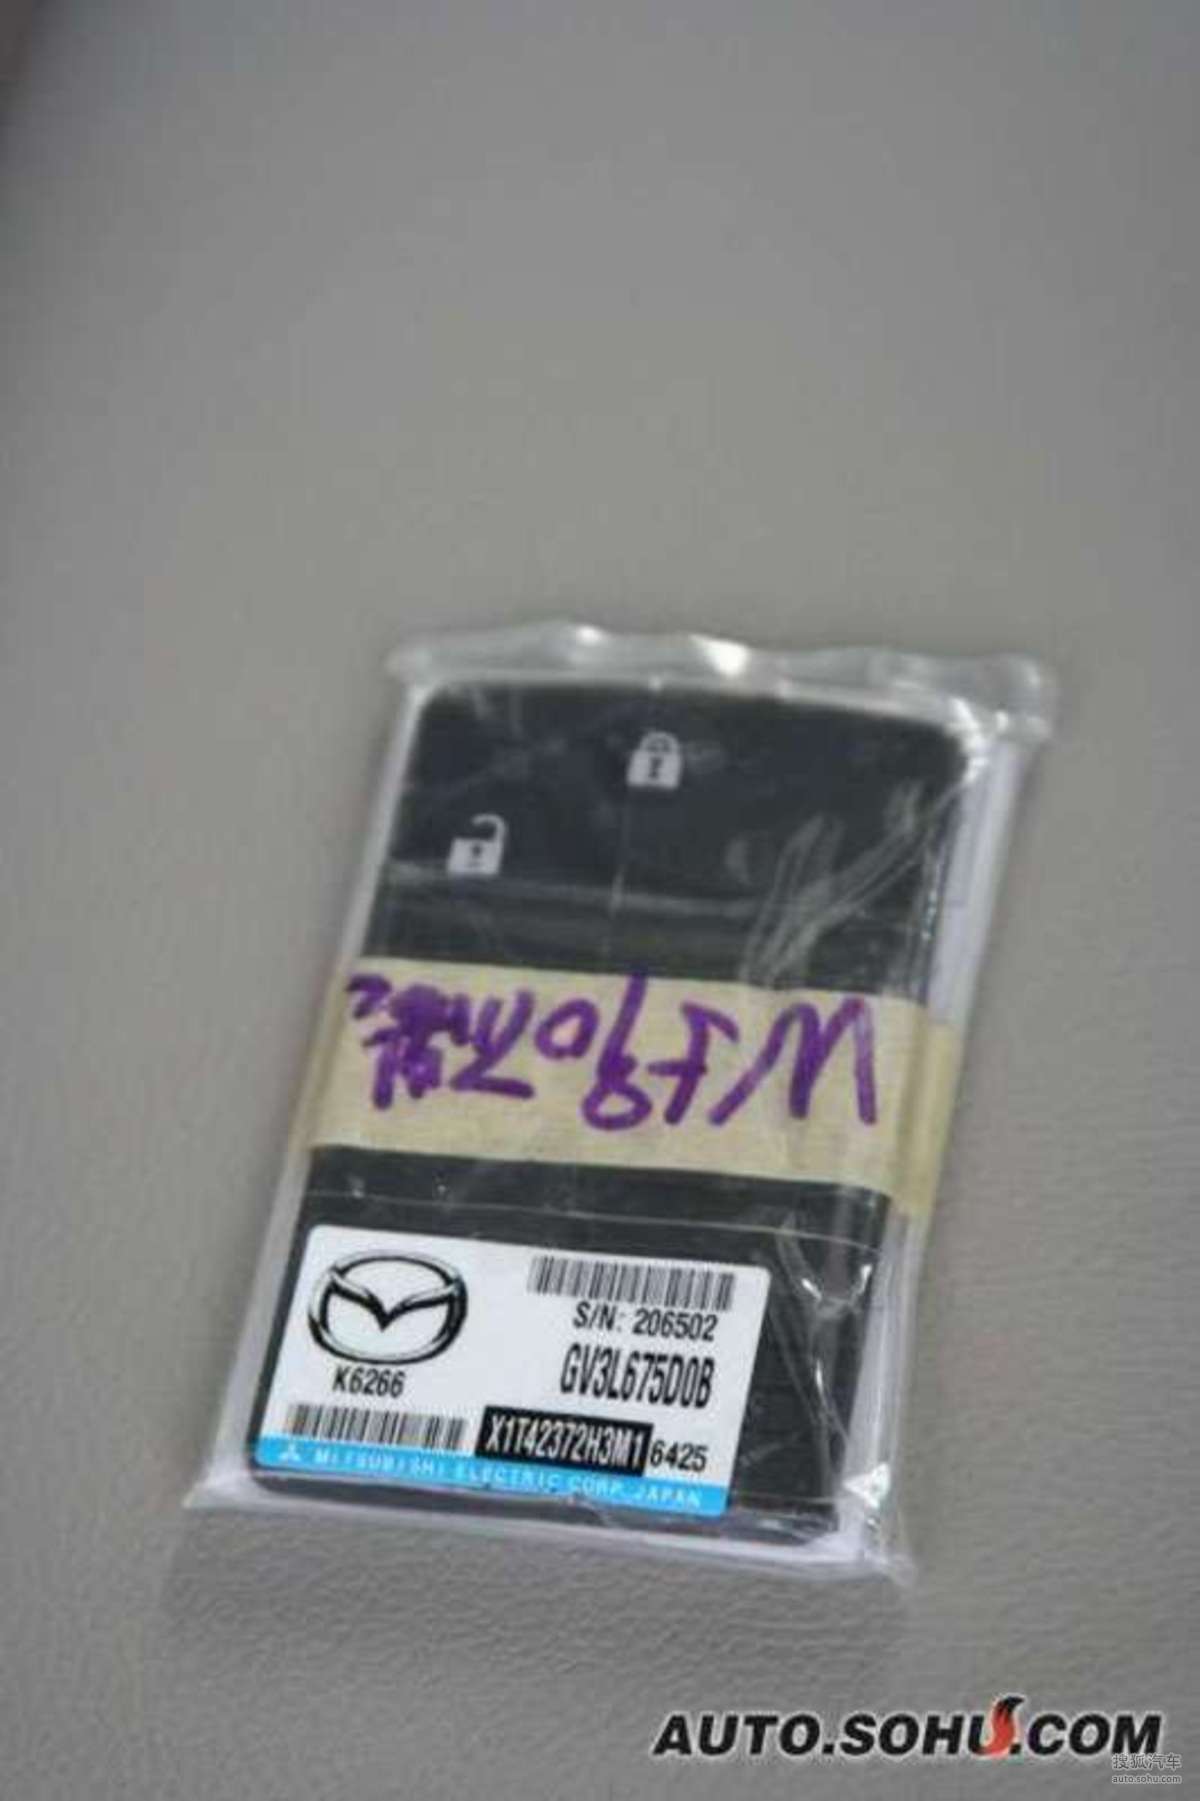 S/N: 206502
GV3L675D0B
K6266
X1T42372H3M1 6425
MITSUBISHI ELECTRIC CORP. JAPAN
AUTO.SOHU.COM
搜狐汽车
auto.sohu.com